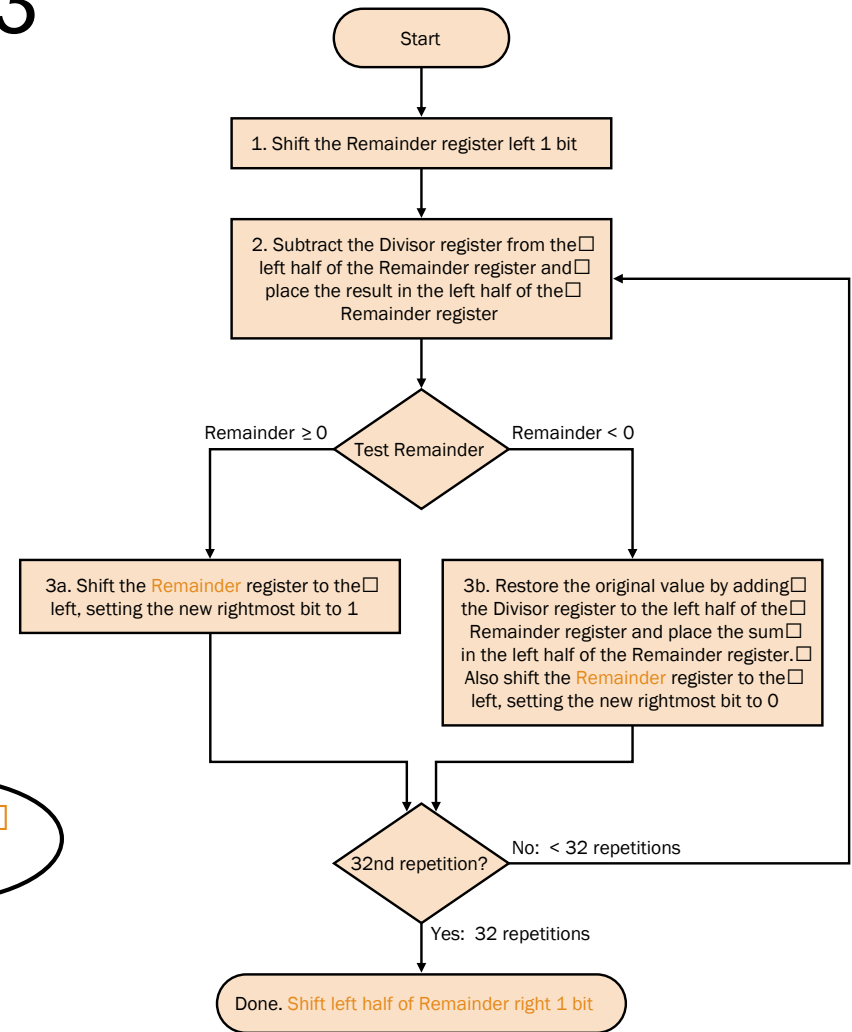 3
Start
1. Shift the Remainder register left 1 bit
2. Subtract the Divisor register from the□
left half of the Remainder register and□
place the result in the left half of the□
Remainder register
Remainder ≥ 0
Remainder < 0
Test Remainder
3a. Shift the Remainder register to the□
left, setting the new rightmost bit to 1
3b. Restore the original value by adding□
the Divisor register to the left half of the□
Remainder register and place the sum□
in the left half of the Remainder register.□
Also shift the Remainder register to the□
left, setting the new rightmost bit to 0
32nd repetition?
No: < 32 repetitions
Yes: 32 repetitions
Done. Shift left half of Remainder right 1 bit